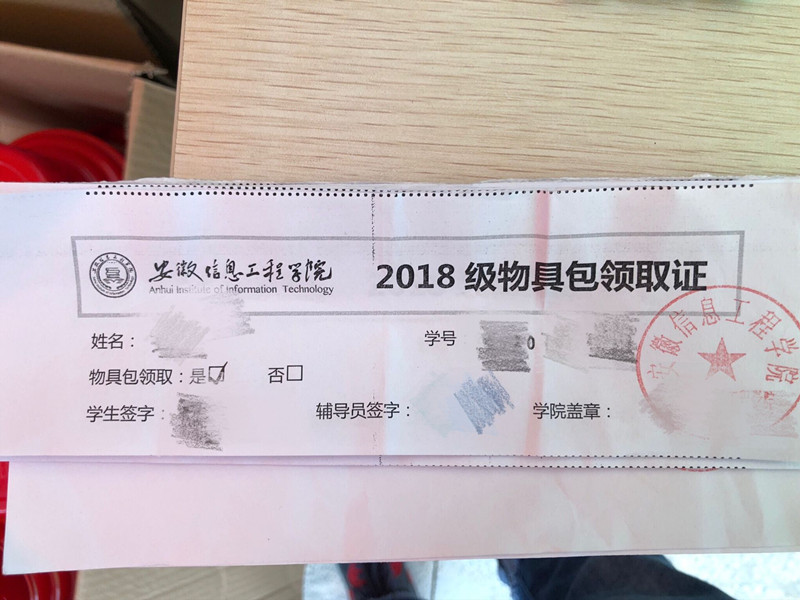 安徽信息工程学院 2018 级物具包领取证
Anhui Institute of Information Technology
姓名： 学号 0
物具包领取：是☑ 否□
学生签字： 辅导员签字： 学院盖章：
安徽信息工程学院